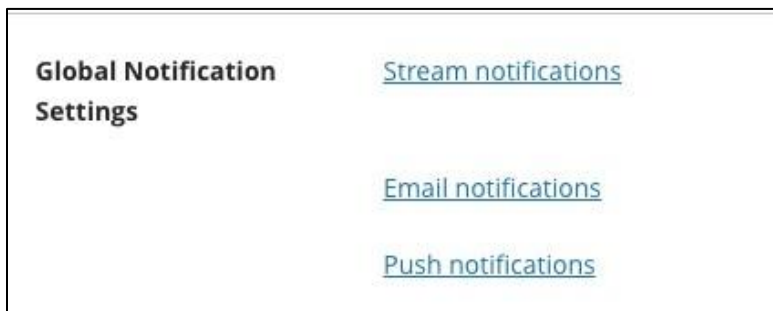 Global Notification
Settings
Stream notifications
Email notifications
Push notifications